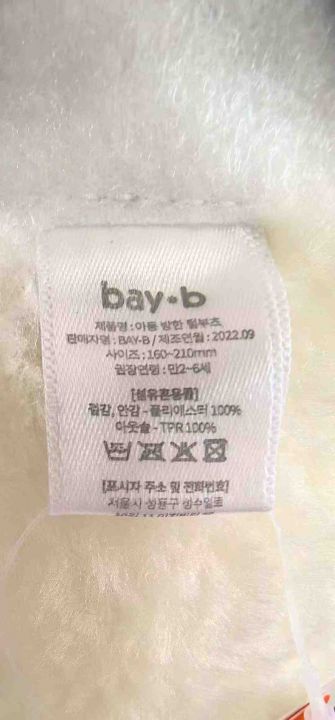 bay·b
제품명 : 아동 방한 털부츠
판매자명 : BAY-B / 제조연월 : 2022.09
사이즈 : 160~210mm
권장연령 : 만2~6세
[섬유혼용률]
겉감, 안감 - 폴리에스터 100%
아웃솔 - TPR 100%
[표시자 주소 및 전화번호]
서울시 성동구 성수일로